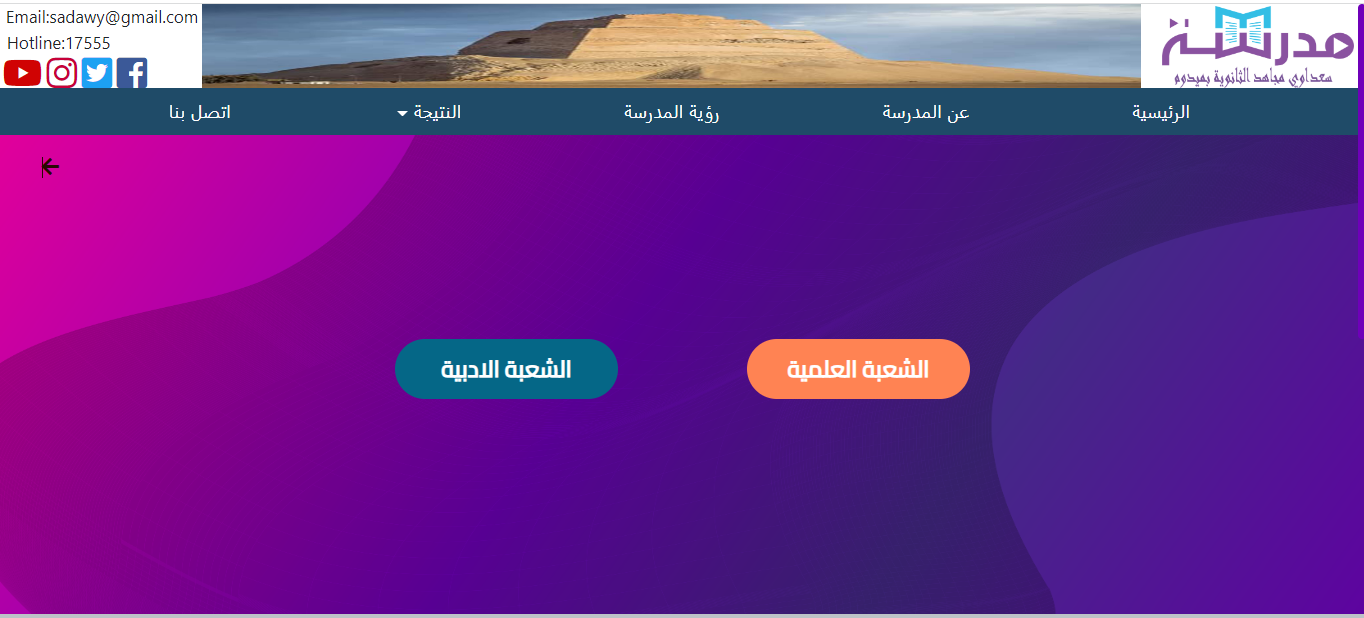 Email:sadawy@gmail.com
Hotline:17555
مدرسة
سعداوي مجاهد الثانوية بميدوم
الرئيسية
عن المدرسة
رؤية المدرسة
النتيجة
اتصل بنا
الشعبة العلمية
الشعبة الادبية